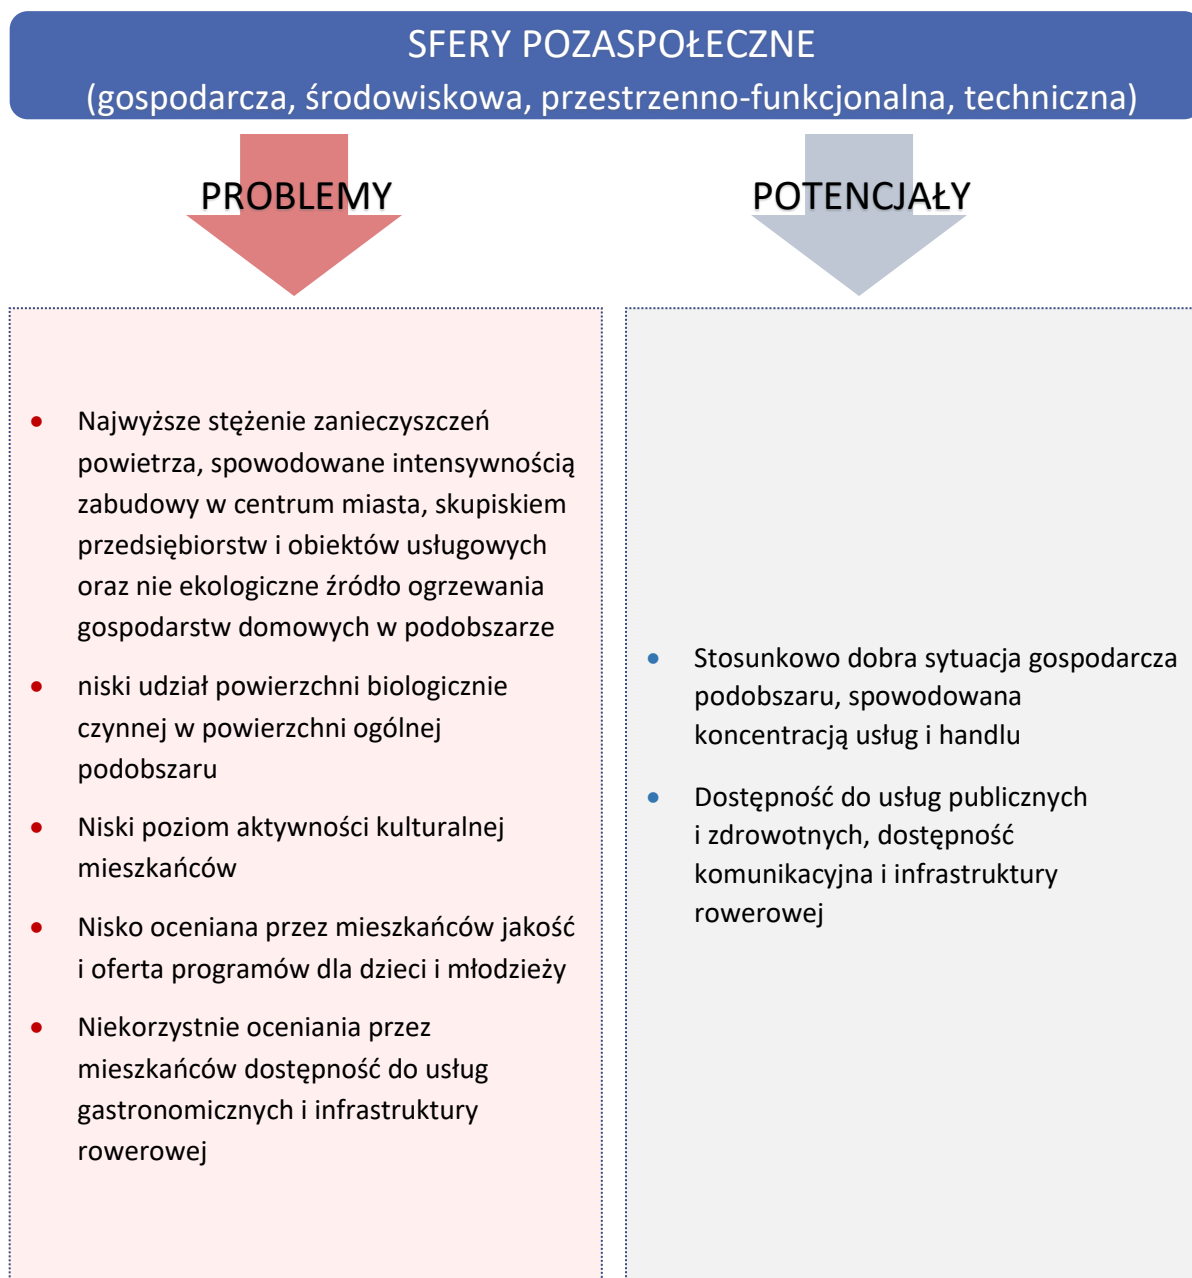 SFERY POZASPOŁECZNE
(gospodarcza, środowiskowa, przestrzenno-funkcjonalna, techniczna)
PROBLEMY
POTENCJAŁY
• Najwyższe stężenie zanieczyszczeń
powietrza, spowodowane intensywnością
zabudowy w centrum miasta, skupiskiem
przedsiębiorstw i obiektów usługowych
oraz nie ekologiczne źródło ogrzewania
gospodarstw domowych w podobszarze
• niski udział powierzchni biologicznie
czynnej w powierzchni ogólnej
podobszaru
• Niski poziom aktywności kulturalnej
mieszkańców
• Nisko oceniana przez mieszkańców jakość
i oferta programów dla dzieci i młodzieży
• Niekorzystnie oceniania przez
mieszkańców dostępność do usług
gastronomicznych i infrastruktury
rowerowej
• Stosunkowo dobra sytuacja gospodarcza
podobszaru, spowodowana
koncentracją usług i handlu
• Dostępność do usług publicznych
i zdrowotnych, dostępność
komunikacyjna i infrastruktury
rowerowej